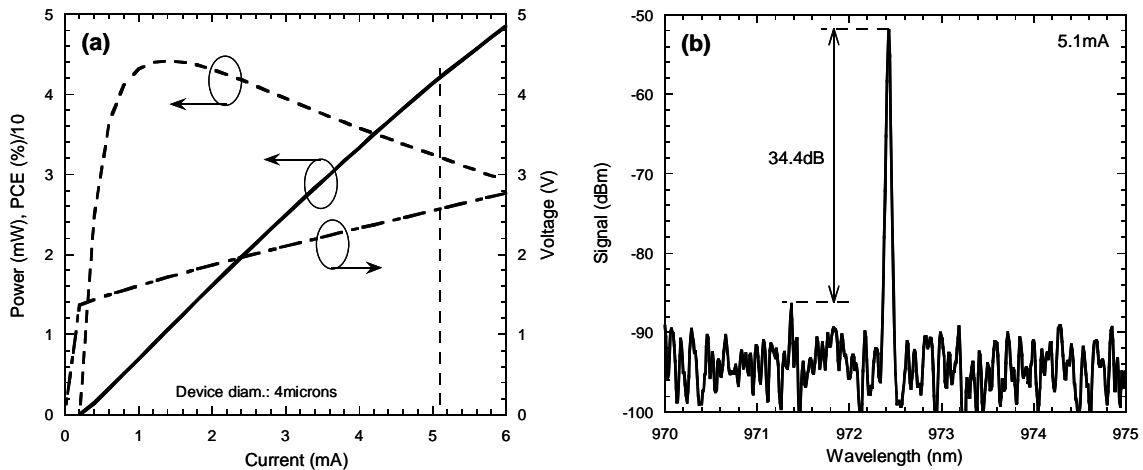 (a)
Power (mW), PCE (%)/10
5
4
3
2
1
0
5
4
3
2
1
0
Voltage (V)
Device diam.: 4microns
0 1 2 3 4 5 6
Current (mA)
(b)
5.1mA
34.4dB
Signal (dBm)
-50
-60
-70
-80
-90
-100
970 971 972 973 974 975
Wavelength (nm)